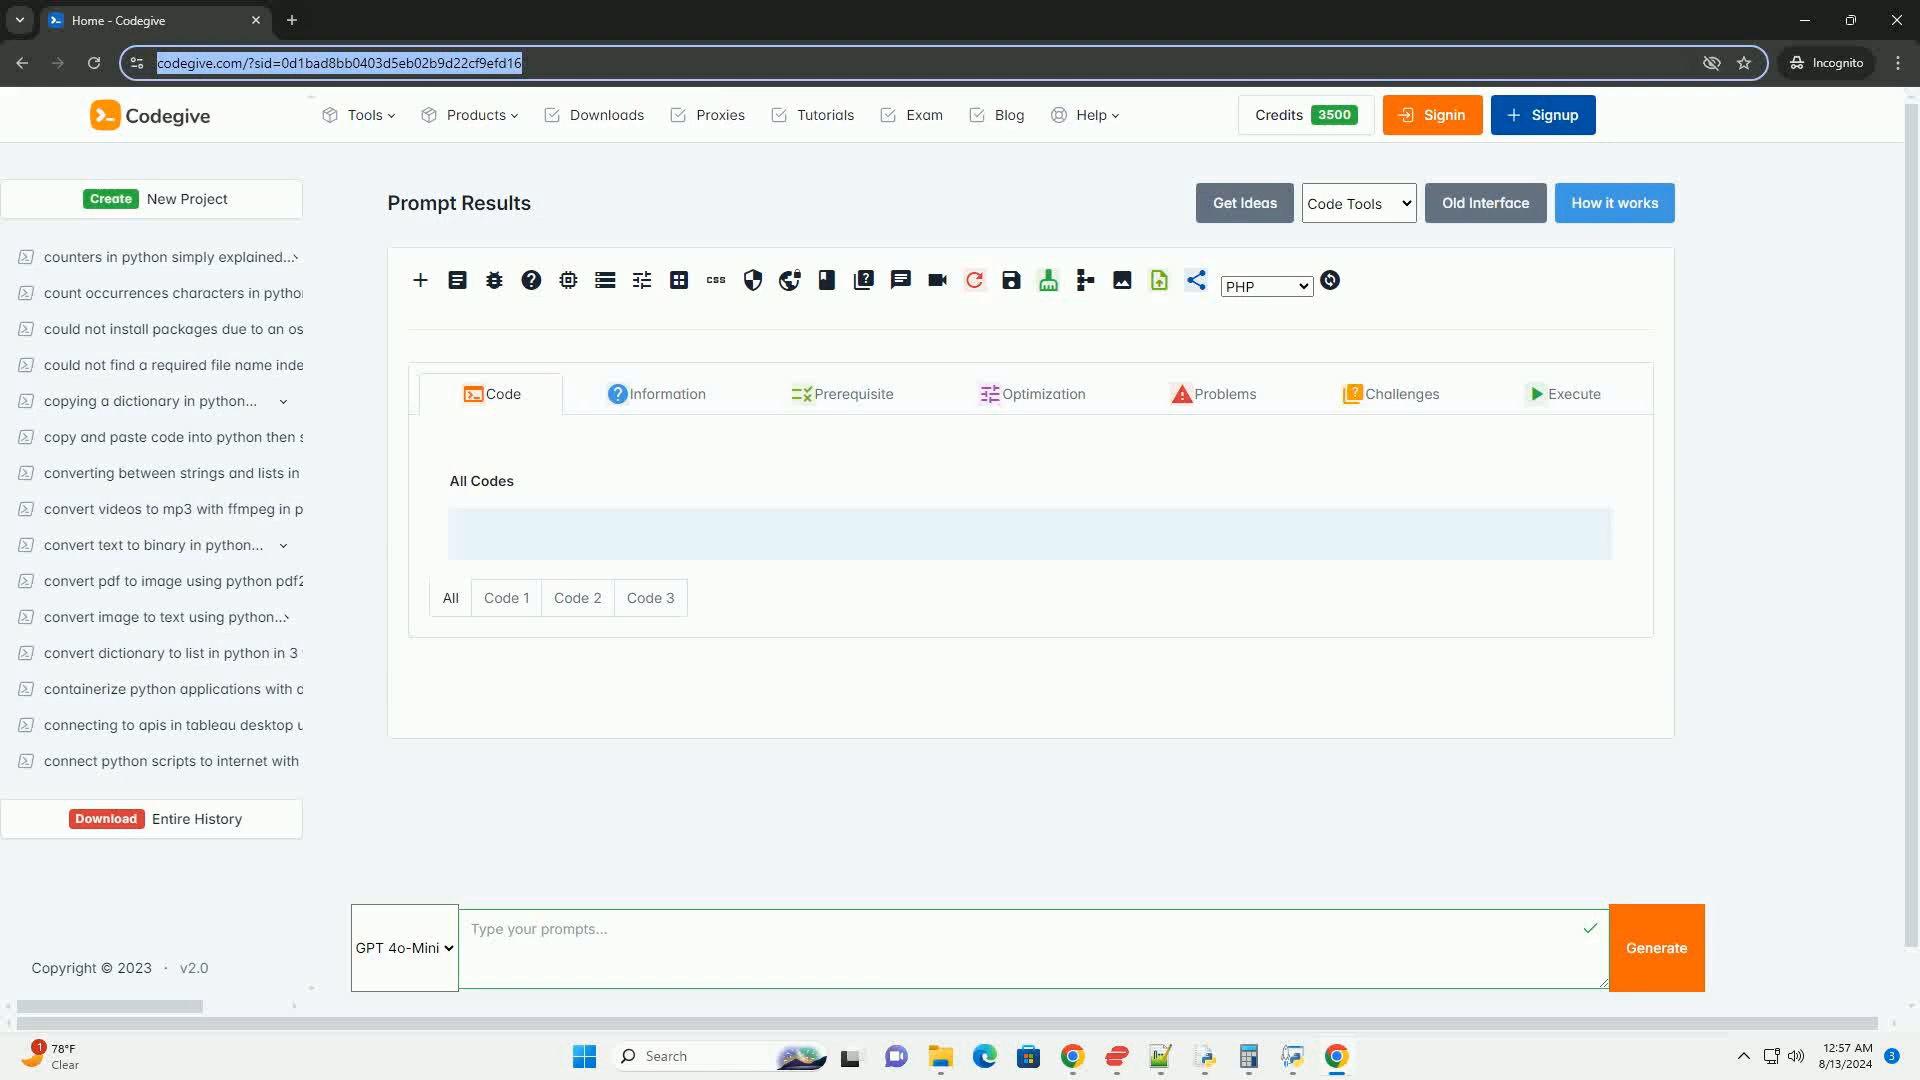 Home - Codegive
codegive.com/?sid=0d1bad8bb0403d5eb02b9d22cf9efd16
Incognito
Codegive
Tools
Products
Downloads
Proxies
Tutorials
Exam
Blog
Help
Credits 3500
Signin
Signup
Create New Project
Prompt Results
Get Ideas
Code Tools
Old Interface
How it works
counters in python simply explained...
count occurrences characters in pytho
could not install packages due to an os
could not find a required file name inde
copying a dictionary in python...
copy and paste code into python then s
converting between strings and lists in
convert videos to mp3 with ffmpeg in p
convert text to binary in python...
convert pdf to image using python pdf2
convert image to text using python...
convert dictionary to list in python in 3
containerize python applications with d
connecting to apis in tableau desktop u
connect python scripts to internet with
Download Entire History
Copyright © 2023 · v2.0
css
PHP
Code
Information
Prerequisite
Optimization
Problems
Challenges
Execute
All Codes
All
Code 1
Code 2
Code 3
GPT 4o-Mini
Type your prompts...
Generate
1
78°F
Clear
Search
12:57 AM
8/13/2024
3